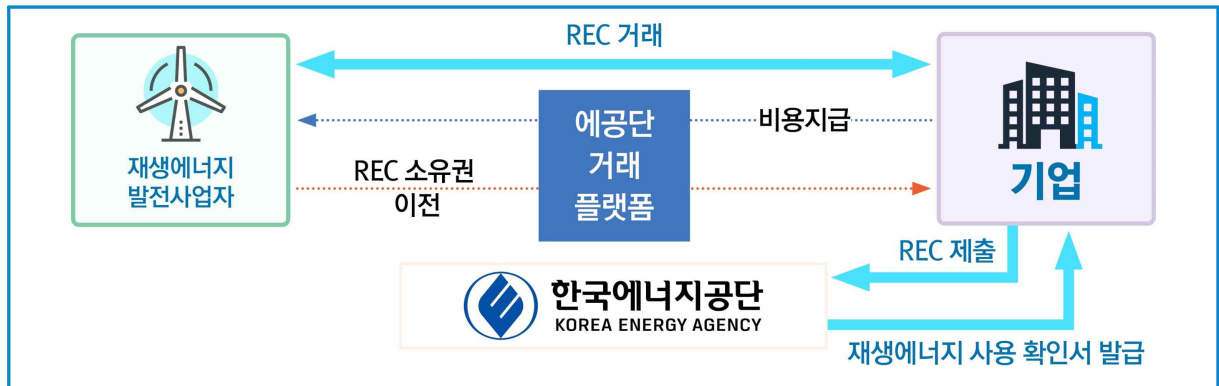 REC 거래
재생에너지
발전사업자
에공단
거래
플랫폼
비용지급
REC 소유권
이전
기업
REC 제출
한국에너지공단
KOREA ENERGY AGENCY
재생에너지 사용 확인서 발급